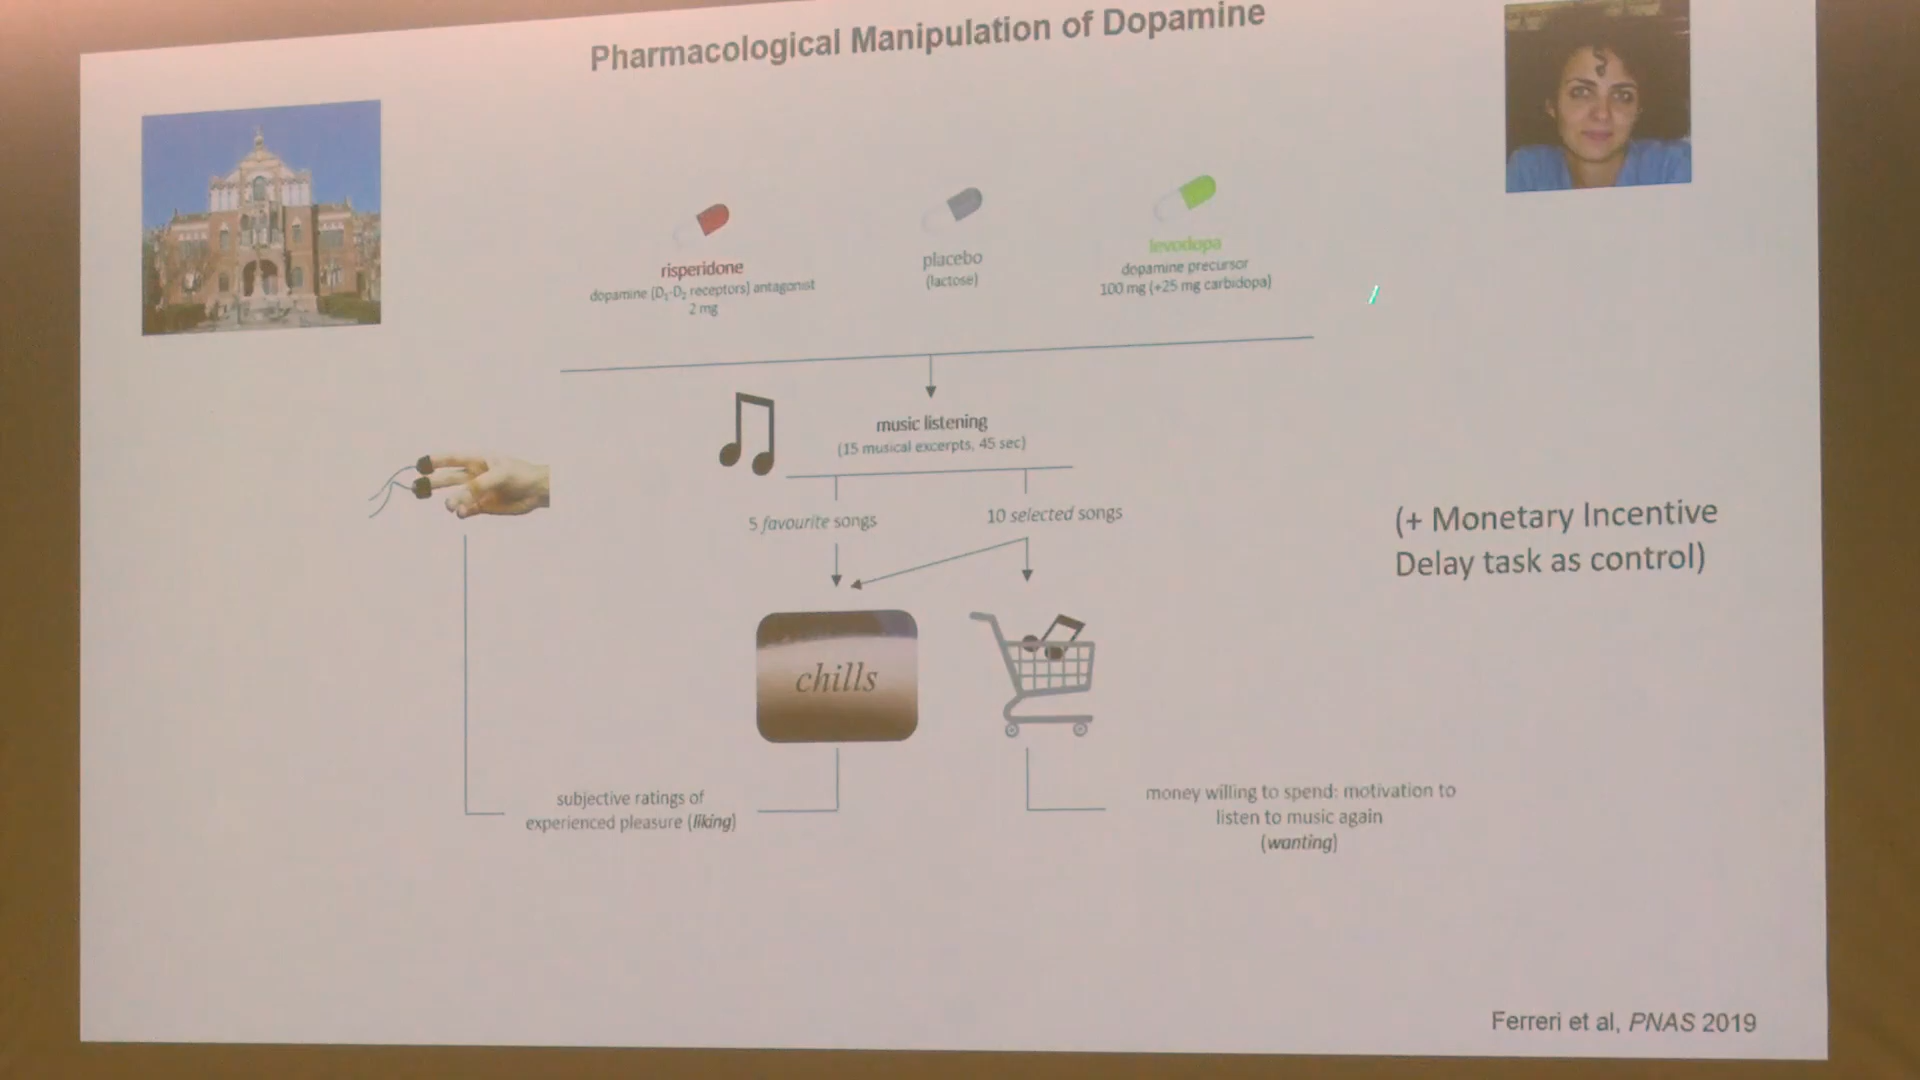 Pharmacological Manipulation of Dopamine
risperidone
dopamine (D₁-D₂ receptors) antagonist
2 mg
placebo
(lactose)
levodopa
dopamine precursor
100 mg (+25 mg carbidopa)
music listening
(15 musical excerpts, 45 sec)
5 favourite songs
10 selected songs
(+ Monetary Incentive
Delay task as control)
chills
subjective ratings of
experienced pleasure (liking)
money willing to spend: motivation to
listen to music again
(wanting)
Ferreri et al, PNAS 2019